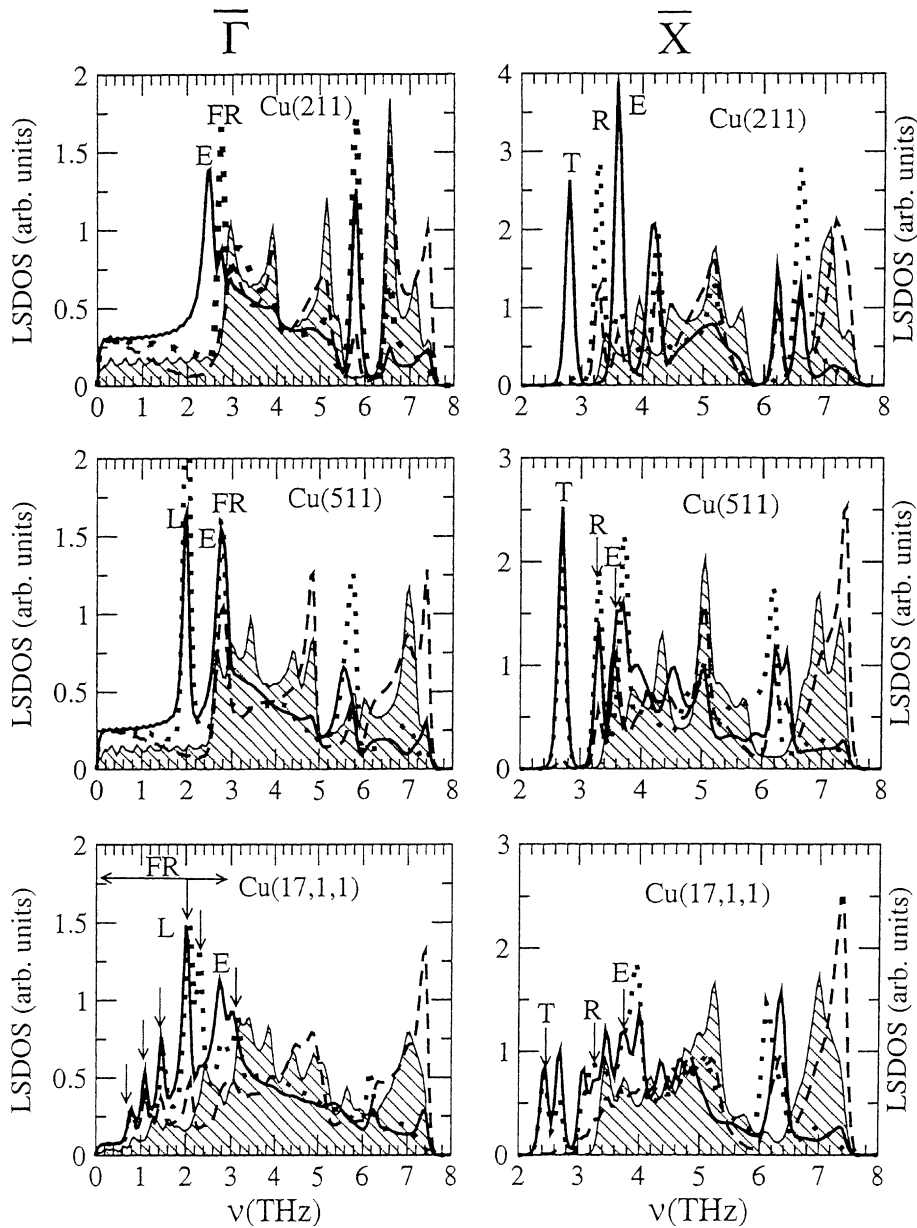 Γ X
2
1.5
1
0.5
0
LSDOS (arb. units)
FR
E
Cu(211)
0 1 2 3 4 5 6 7 8
4
3
2
1
0
LSDOS (arb. units)
T
R
E
Cu(211)
2 3 4 5 6 7 8
2
1.5
1
0.5
0
LSDOS (arb. units)
L
E
FR
Cu(511)
0 1 2 3 4 5 6 7 8
3
2
1
0
LSDOS (arb. units)
T
R
E
Cu(511)
2 3 4 5 6 7 8
2
1.5
1
0.5
0
LSDOS (arb. units)
FR
L
E
Cu(17,1,1)
0 1 2 3 4 5 6 7 8
ν(THz)
3
2
1
0
LSDOS (arb. units)
T
R
E
Cu(17,1,1)
2 3 4 5 6 7 8
ν(THz)